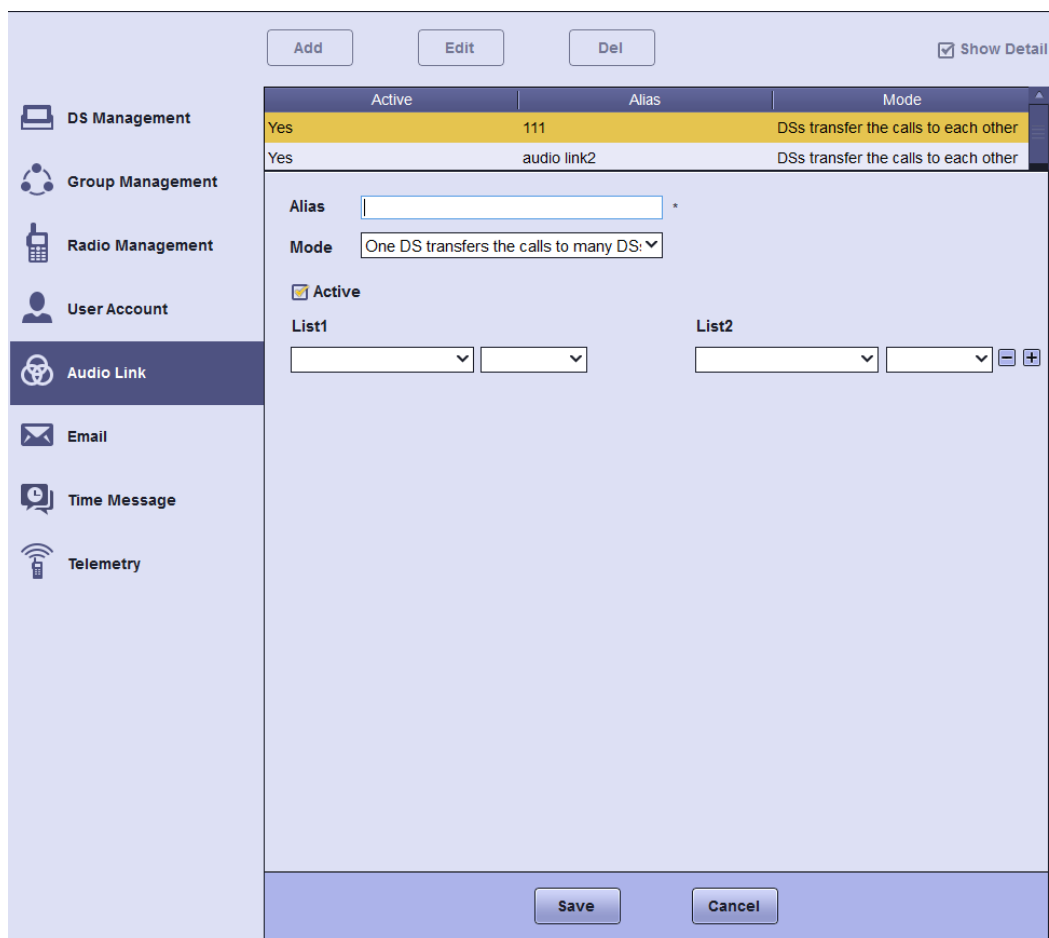 Add Edit Del Show Detail
DS Management
Group Management
Radio Management
User Account
Audio Link
Email
Time Message
Telemetry
Active Alias Mode
Yes 111 DSs transfer the calls to each other
Yes audio link2 DSs transfer the calls to each other
Alias *
Mode One DS transfers the calls to many DS
Active
List1 List2
Save Cancel